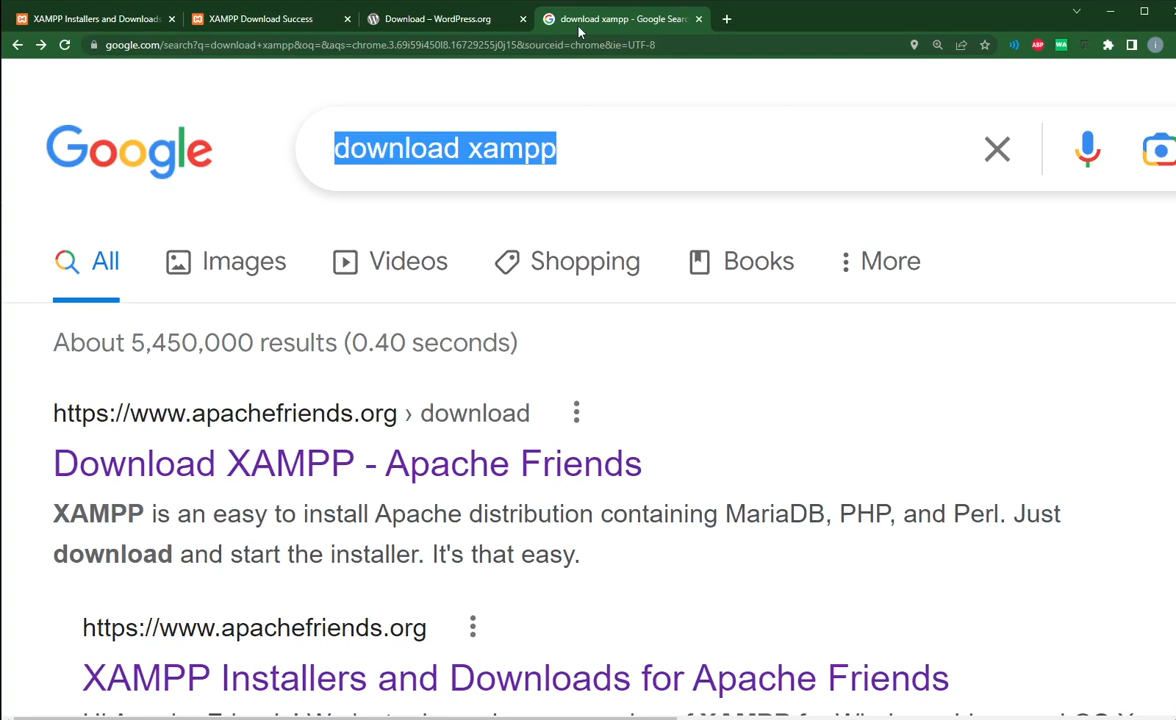 XAMPP Installers and Downloads
XAMPP Download Success
Download – WordPress.org
download xampp - Google Sear
google.com/search?q=download+xampp&oq=&aqs=chrome.3.69i59i450l8.16729255j0j15&sourceid=chrome&ie=UTF-8
ABP
WA
i
Google
download xampp
All
Images
Videos
Shopping
Books
More
About 5,450,000 results (0.40 seconds)
https://www.apachefriends.org › download
Download XAMPP - Apache Friends
XAMPP is an easy to install Apache distribution containing MariaDB, PHP, and Perl. Just
download and start the installer. It's that easy.
https://www.apachefriends.org
XAMPP Installers and Downloads for Apache Friends